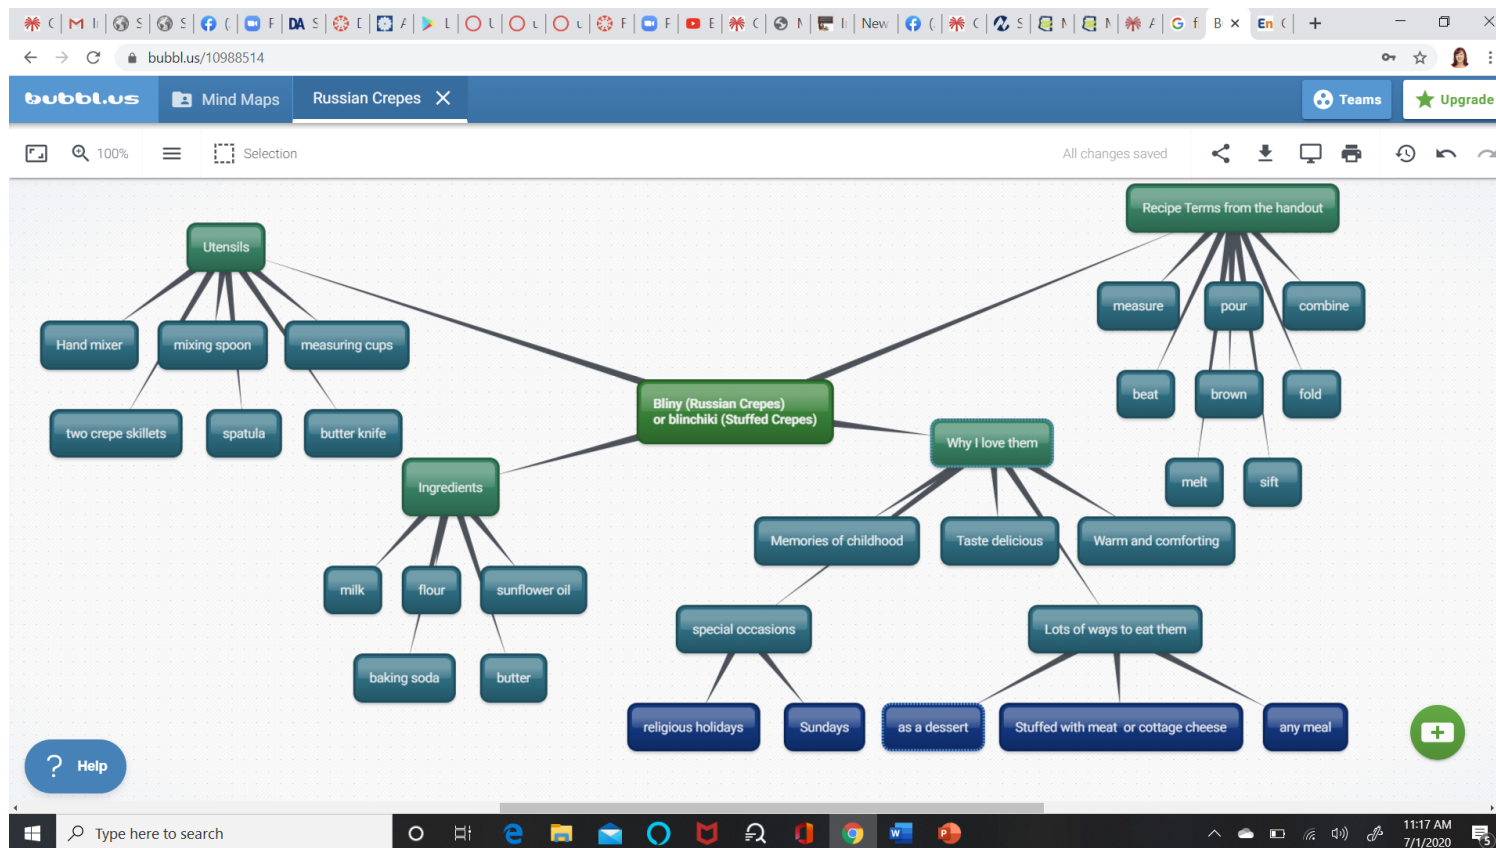 bubbl.us/10988514
bubbl.us
Mind Maps
Russian Crepes
Teams
Upgrade
100%
Selection
All changes saved
Recipe Terms from the handout
Utensils
measure
pour
combine
Hand mixer
mixing spoon
measuring cups
beat
brown
fold
Bliny (Russian Crepes)
or blinchiki (Stuffed Crepes)
two crepe skillets
spatula
butter knife
Why I love them
Ingredients
melt
sift
Memories of childhood
Taste delicious
Warm and comforting
milk
flour
sunflower oil
special occasions
Lots of ways to eat them
baking soda
butter
religious holidays
Sundays
as a dessert
Stuffed with meat or cottage cheese
any meal
? Help
Type here to search
11:17 AM
7/1/2020